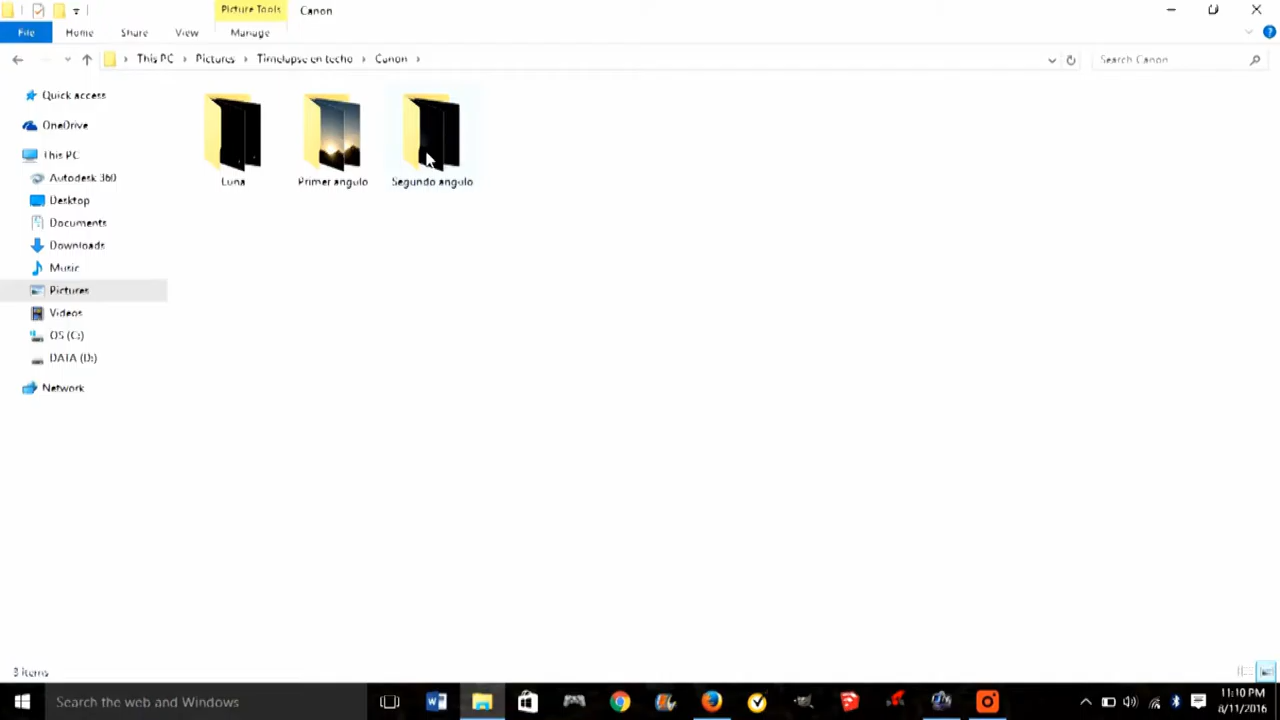 Picture Tools
Canon
File
Home
Share
View
Manage
This PC
Pictures
Timelapse en techo
Canon
Search Canon
Quick access
OneDrive
This PC
Autodesk 360
Desktop
Documents
Downloads
Music
Pictures
Videos
OS (C:)
DATA (D:)
Network
Luna
Primer angulo
Segundo angulo
3 items
Search the web and Windows
11:10 PM
8/11/2016